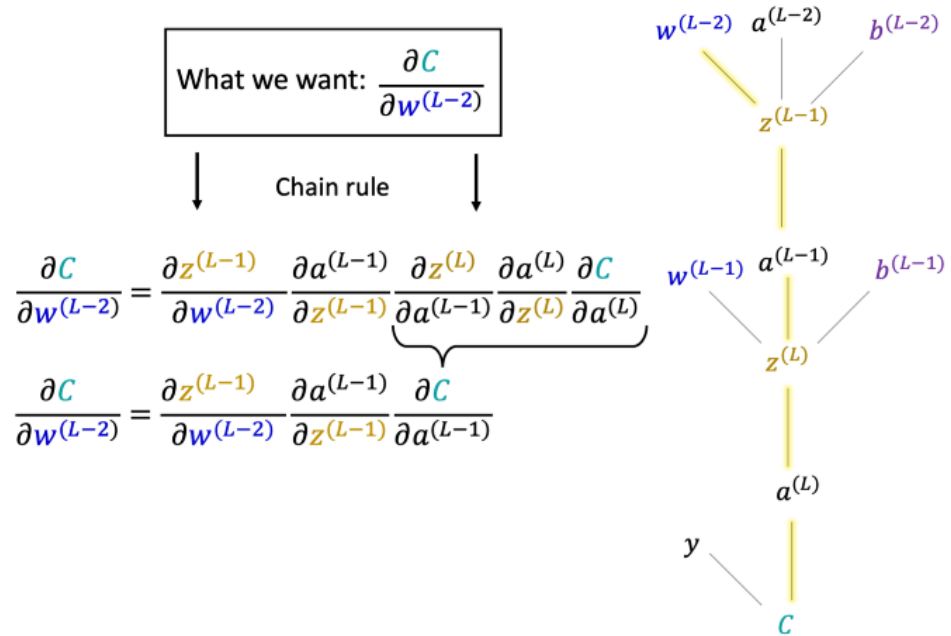 What we want: ∂C/∂w^(L-2)
Chain rule
∂C/∂w^(L-2) = ∂z^(L-1)/∂w^(L-2) ∂a^(L-1)/∂z^(L-1) ∂z^(L)/∂a^(L-1) ∂a^(L)/∂z^(L) ∂C/∂a^(L)
∂C/∂w^(L-2) = ∂z^(L-1)/∂w^(L-2) ∂a^(L-1)/∂z^(L-1) ∂C/∂a^(L-1)
w^(L-2) a^(L-2) b^(L-2)
z^(L-1)
w^(L-1) a^(L-1) b^(L-1)
z^(L)
a^(L)
y
C